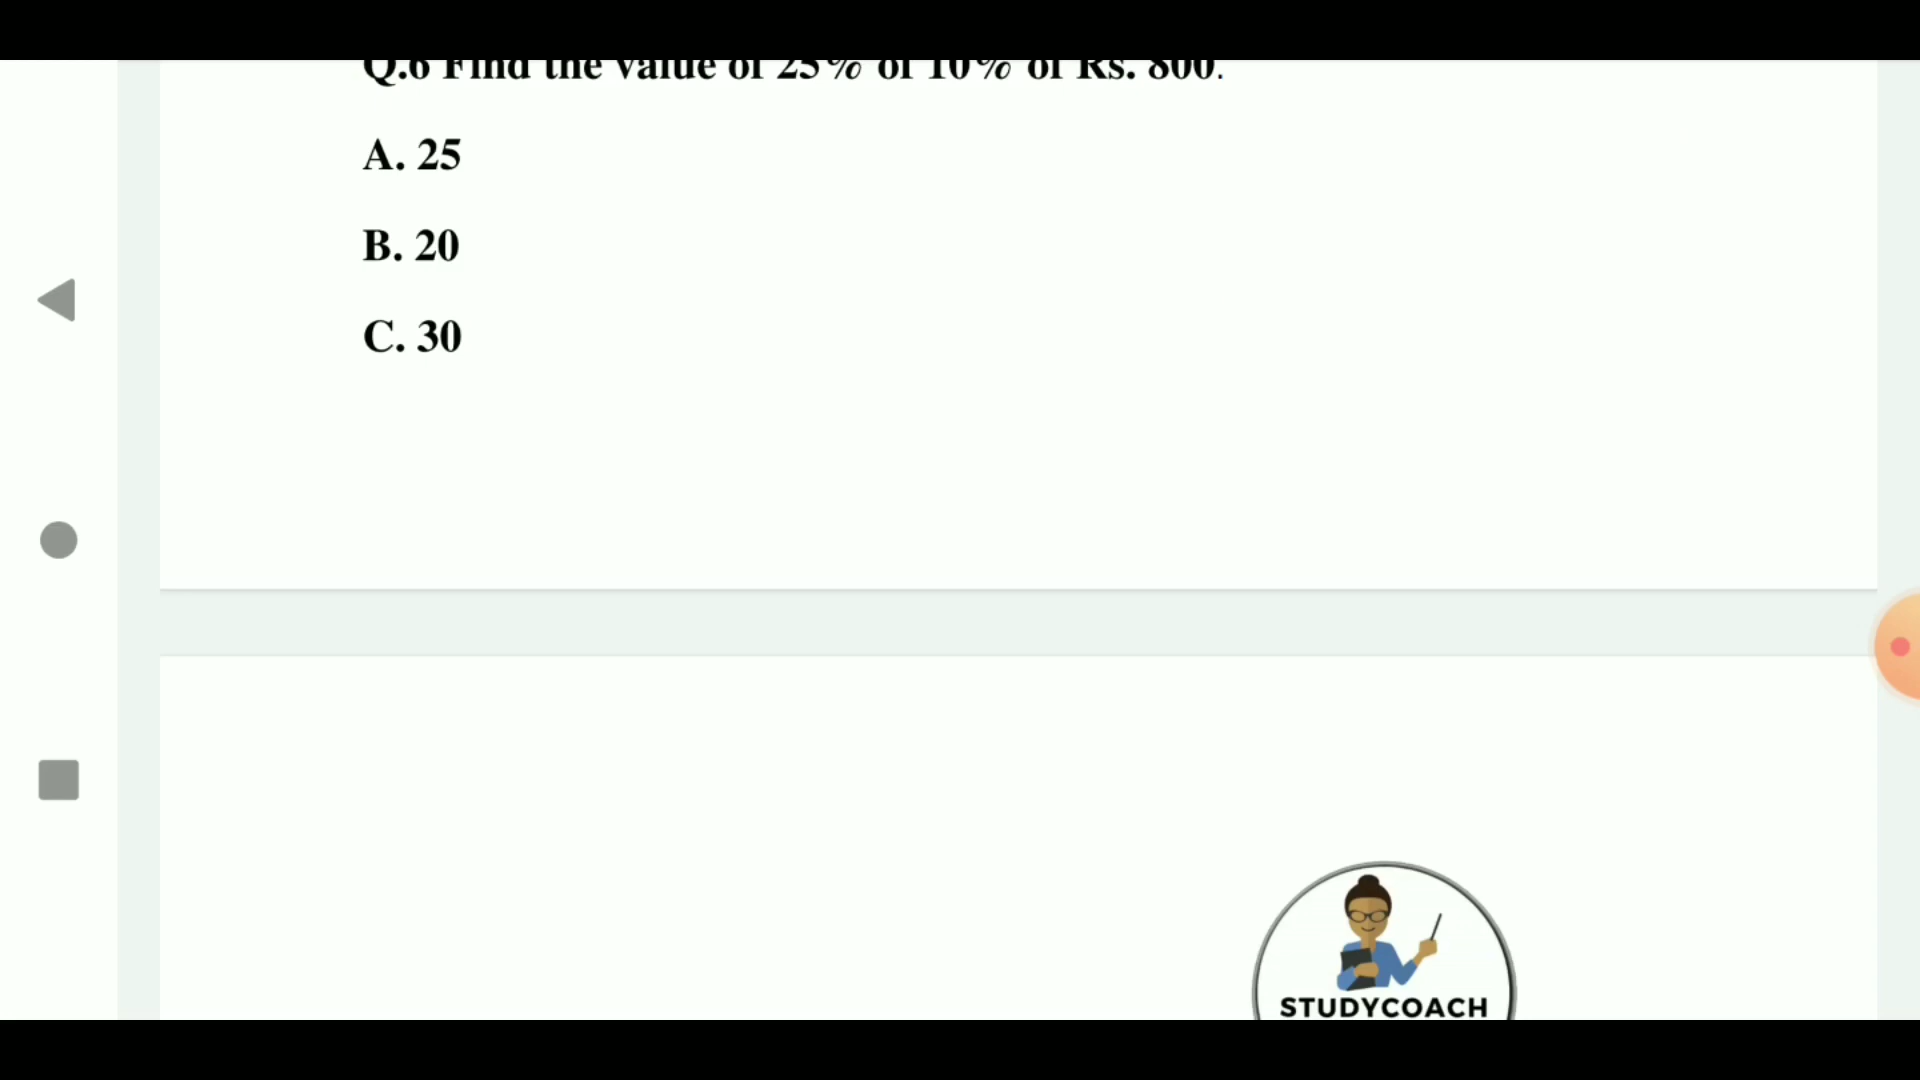 Q.6 Find the value of 25% of 10% of Rs. 800.
A. 25
B. 20
C. 30
STUDYCOACH